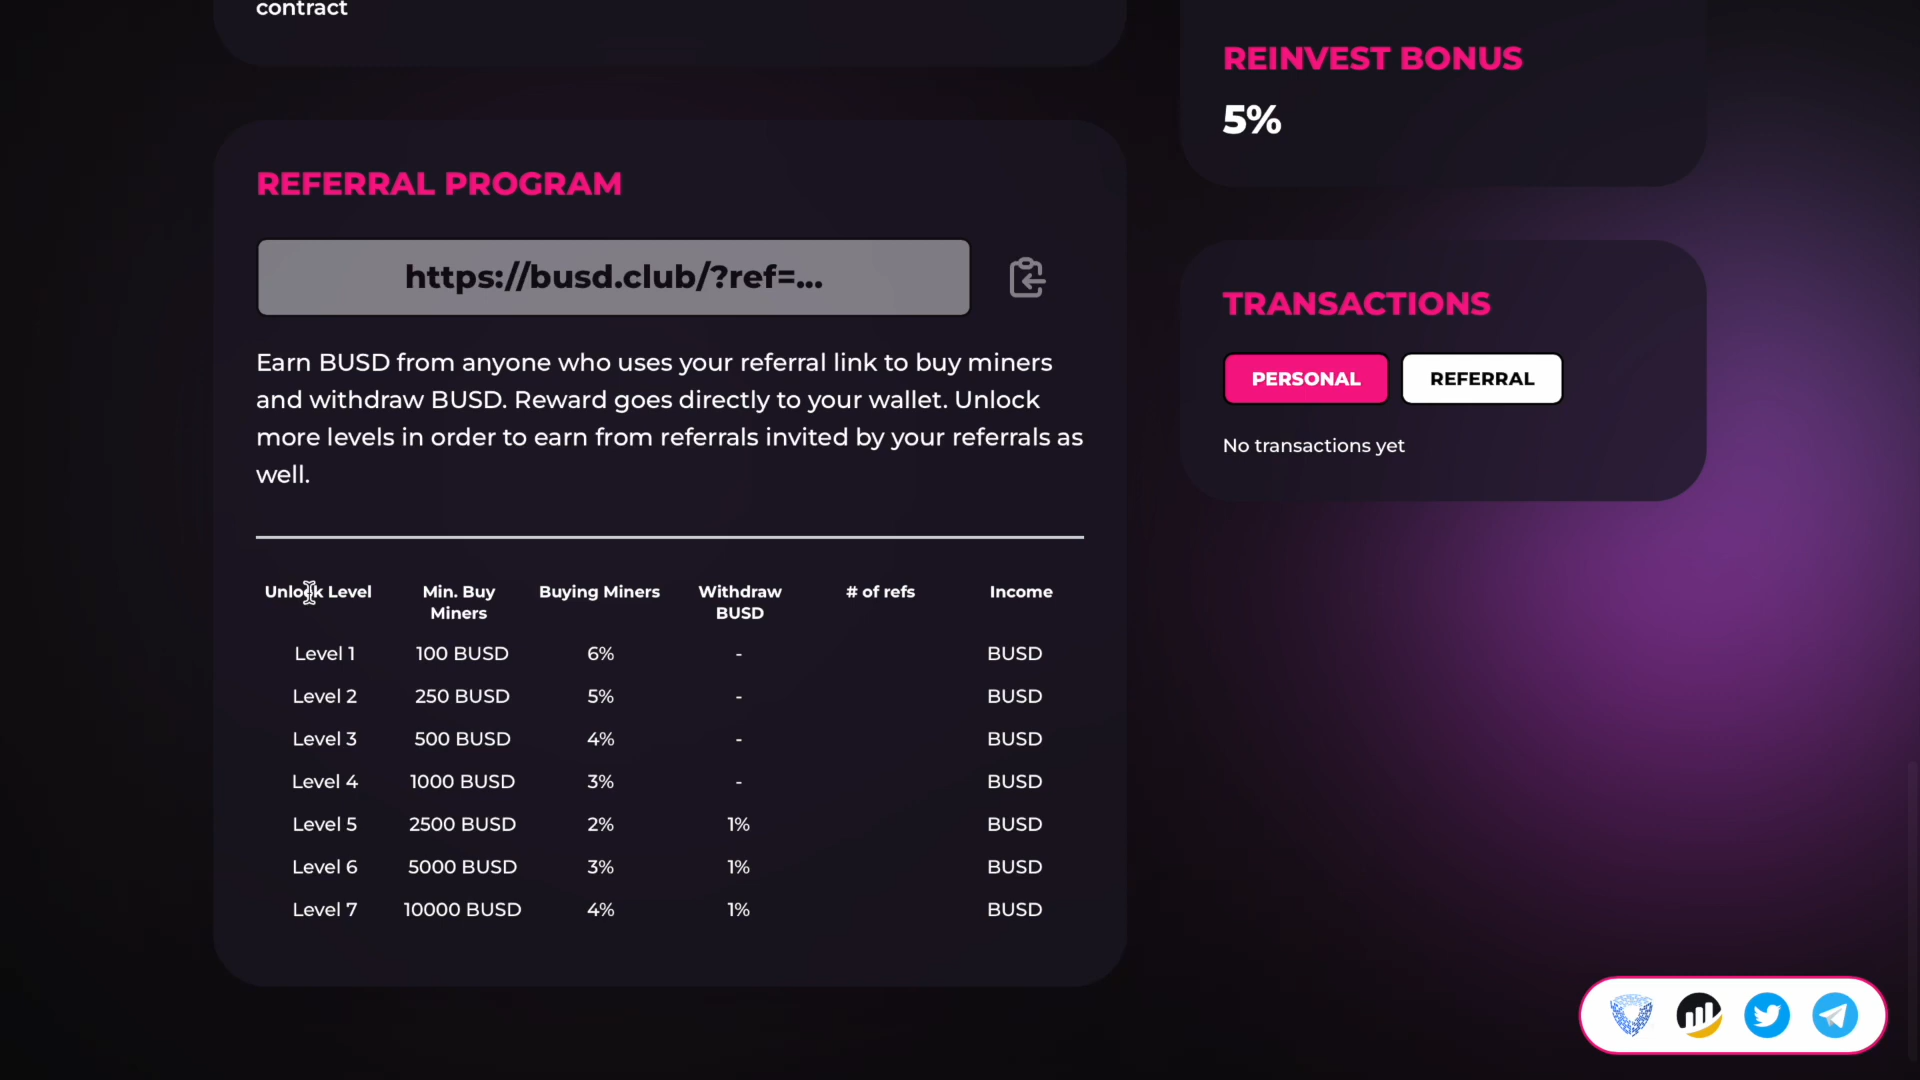 contract
REFERRAL PROGRAM
https://busd.club/?ref=...
Earn BUSD from anyone who uses your referral link to buy miners
and withdraw BUSD. Reward goes directly to your wallet. Unlock
more levels in order to earn from referrals invited by your referrals as
well.
Unlock Level Min. Buy Miners Buying Miners Withdraw BUSD # of refs Income
Level 1 100 BUSD 6% - BUSD
Level 2 250 BUSD 5% - BUSD
Level 3 500 BUSD 4% - BUSD
Level 4 1000 BUSD 3% - BUSD
Level 5 2500 BUSD 2% 1% BUSD
Level 6 5000 BUSD 3% 1% BUSD
Level 7 10000 BUSD 4% 1% BUSD
REINVEST BONUS
5%
TRANSACTIONS
PERSONAL REFERRAL
No transactions yet